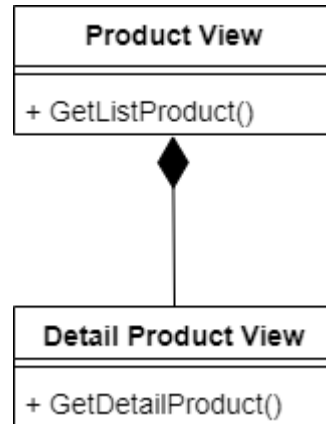 Product View
+ GetListProduct()
Detail Product View
+ GetDetailProduct()